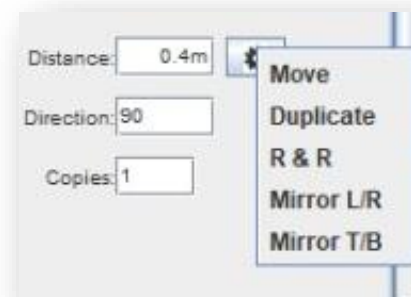 Distance: 0.4m
Direction: 90
Copies: 1
Move
Duplicate
R & R
Mirror L/R
Mirror T/B